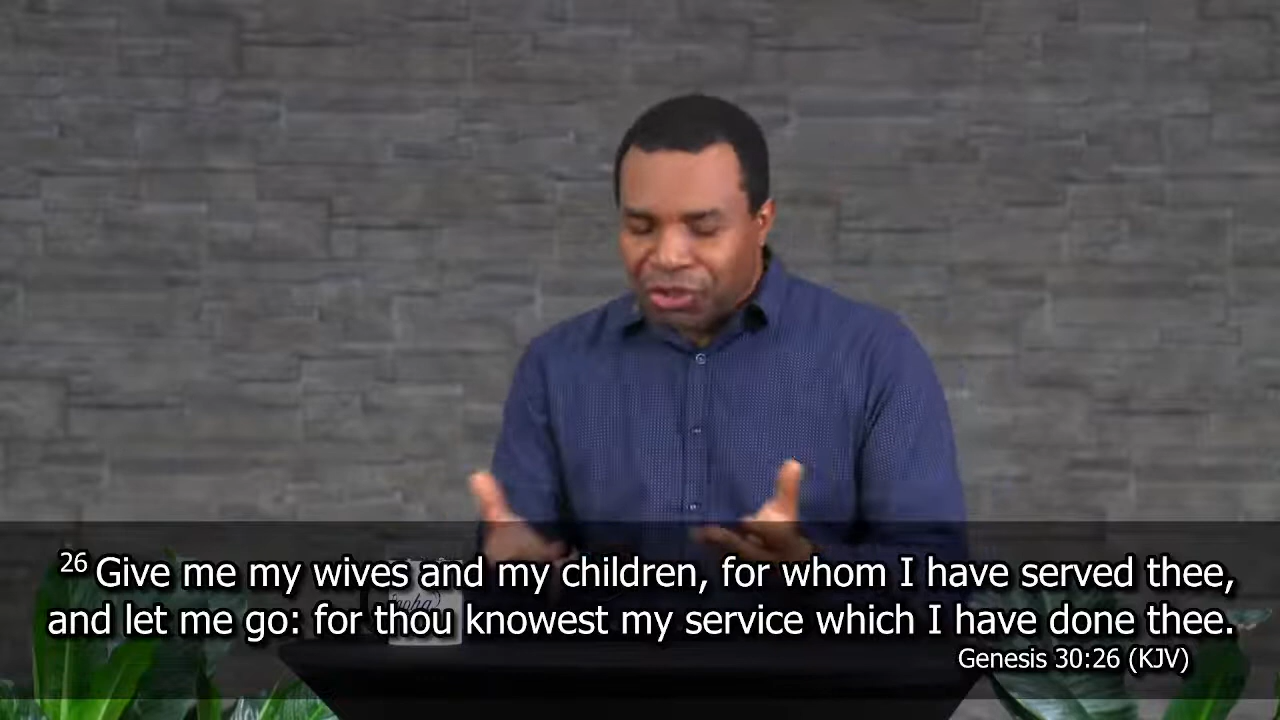 26 Give me my wives and my children, for whom I have served thee,
and let me go: for thou knowest my service which I have done thee.
Genesis 30:26 (KJV)